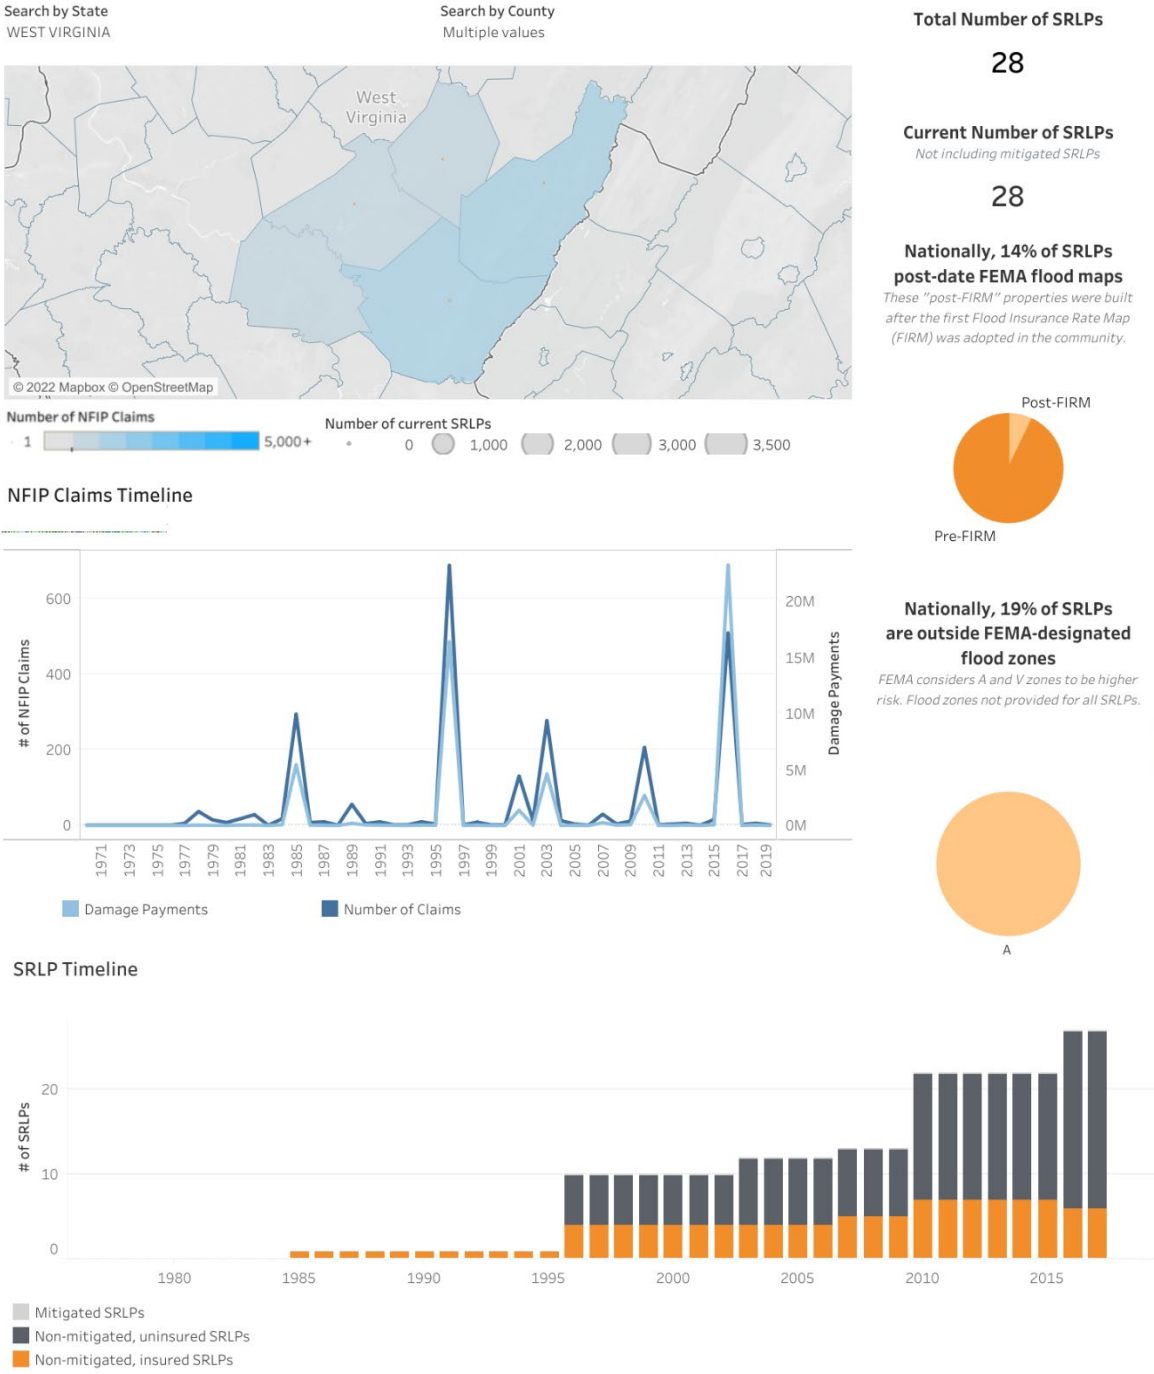 Search by State
WEST VIRGINIA
Search by County
Multiple values
Total Number of SRLPs
28
Current Number of SRLPs
Not including mitigated SRLPs
28
Nationally, 14% of SRLPs
post-date FEMA flood maps
These "post-FIRM" properties were built
after the first Flood Insurance Rate Map
(FIRM) was adopted in the community.
West
Virginia
© 2022 Mapbox © OpenStreetMap
Number of NFIP Claims
1
5,000+
Number of current SRLPs
0
1,000
2,000
3,000
3,500
Post-FIRM
Pre-FIRM
NFIP Claims Timeline
# of NFIP Claims
600
400
200
0
20M
15M
10M
5M
0M
Damage Payments
1971
1973
1975
1977
1979
1981
1983
1985
1987
1989
1991
1993
1995
1997
1999
2001
2003
2005
2007
2009
2011
2013
2015
2017
2019
Damage Payments
Number of Claims
Nationally, 19% of SRLPs
are outside FEMA-designated
flood zones
FEMA considers A and V zones to be higher
risk. Flood zones not provided for all SRLPs.
A
SRLP Timeline
# of SRLPs
20
10
0
1980
1985
1990
1995
2000
2005
2010
2015
Mitigated SRLPs
Non-mitigated, uninsured SRLPs
Non-mitigated, insured SRLPs